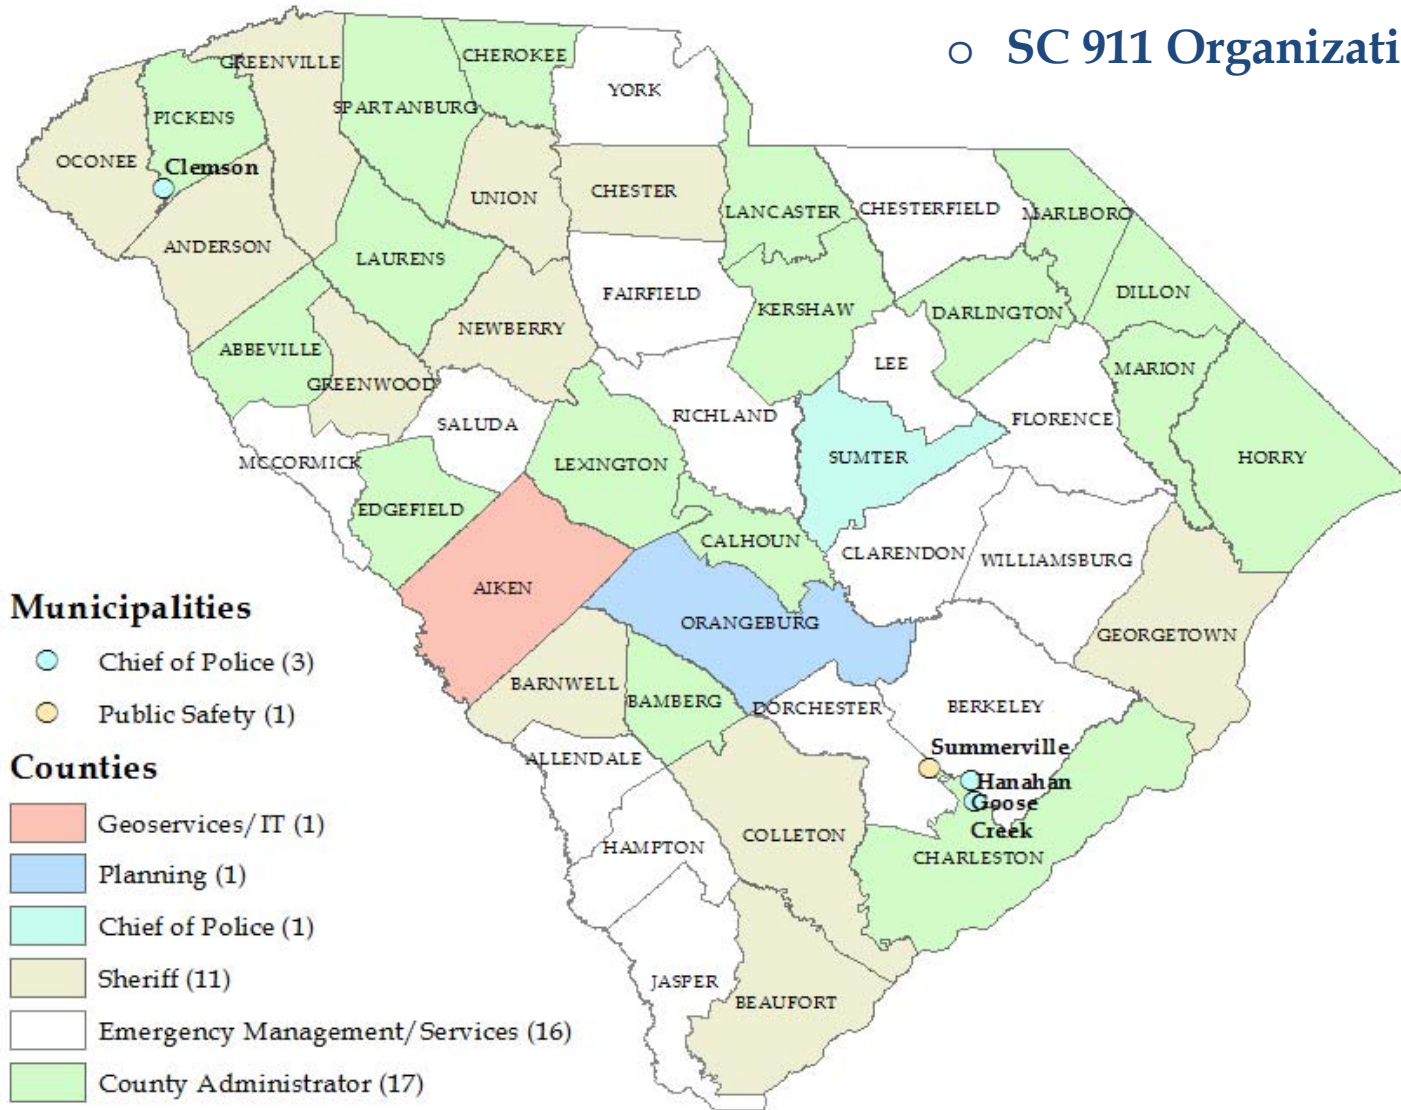 o SC 911 Organizati
GREENVILLE
CHEROKEE
YORK
SPARTANBURG
PICKENS
OCONEE
Clemson
UNION
CHESTER
LANCASTER
CHESTERFIELD
MARLBORO
ANDERSON
LAURENS
FAIRFIELD
KERSHAW
DARLINGTON
DILLON
NEWBERRY
ABBEVILLE
GREENWOOD
LEE
MARION
SALUDA
RICHLAND
FLORENCE
MCCORMICK
LEXINGTON
SUMTER
HORRY
EDGEFIELD
CALHOUN
CLARENDON
WILLIAMSBURG
AIKEN
ORANGEBURG
GEORGETOWN
BARNWELL
BAMBERG
DORCHESTER
BERKELEY
ALLENDALE
Summerville
Hanahan
Goose
Creek
HAMPTON
COLLETON
CHARLESTON
JASPER
BEAUFORT
Municipalities
Chief of Police (3)
Public Safety (1)
Counties
Geoservices/IT (1)
Planning (1)
Chief of Police (1)
Sheriff (11)
Emergency Management/Services (16)
County Administrator (17)